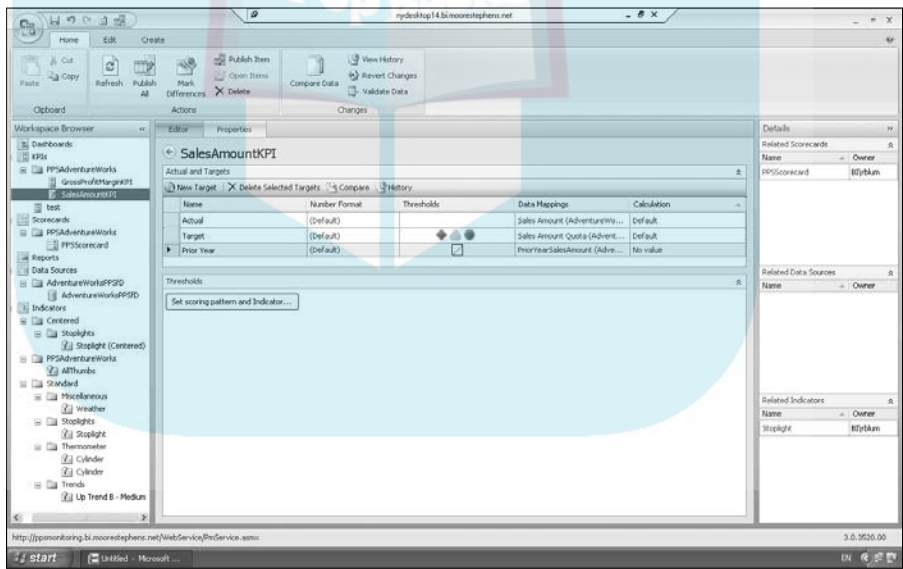 nydesktop14.bi.moorestephens.net
Home Edit Create
Paste
Cut
Copy
Clipboard
Refresh
Publish All
Mark Differences
Publish Item
Open Items
Delete
Actions
Compare Data
View History
Revert Changes
Validate Data
Changes
Workspace Browser
Dashboards
KPIs
PPSAdventureWorks
GrossProfitMarginKPI
SalesAmountKPI
test
Scorecards
PPSAdventureWorks
PPSScorecard
Reports
Data Sources
AdventureWorksPPSPD
AdventureWorksPPSPD
Indicators
Centered
Stoplights
Stoplight (Centered)
PPSAdventureWorks
AllThumbs
Standard
Miscellaneous
Weather
Stoplights
Stoplight
Thermometer
Cylinder
Cylinder
Trends
Up Trend B - Medium
Editor Properties
SalesAmountKPI
Actual and Targets
New Target Delete Selected Targets Compare History
Name Number Format Thresholds Data Mappings Calculation
Actual (Default) Sales Amount (AdventureWo... Default
Target (Default) Sales Amount Quota (Advent... Default
Prior Year (Default) PriorYearSalesAmount (Adve... No value
Thresholds
Set scoring pattern and Indicator...
Details
Related Scorecards
Name Owner
PPSScorecard BI\rblum
Related Data Sources
Name Owner
Related Indicators
Name Owner
Stoplight BI\rblum
http://ppsmonitoring.bi.moorestephens.net/WebService/PmService.asmx 3.0.3520.00
start Untitled - Microsoft ... EN